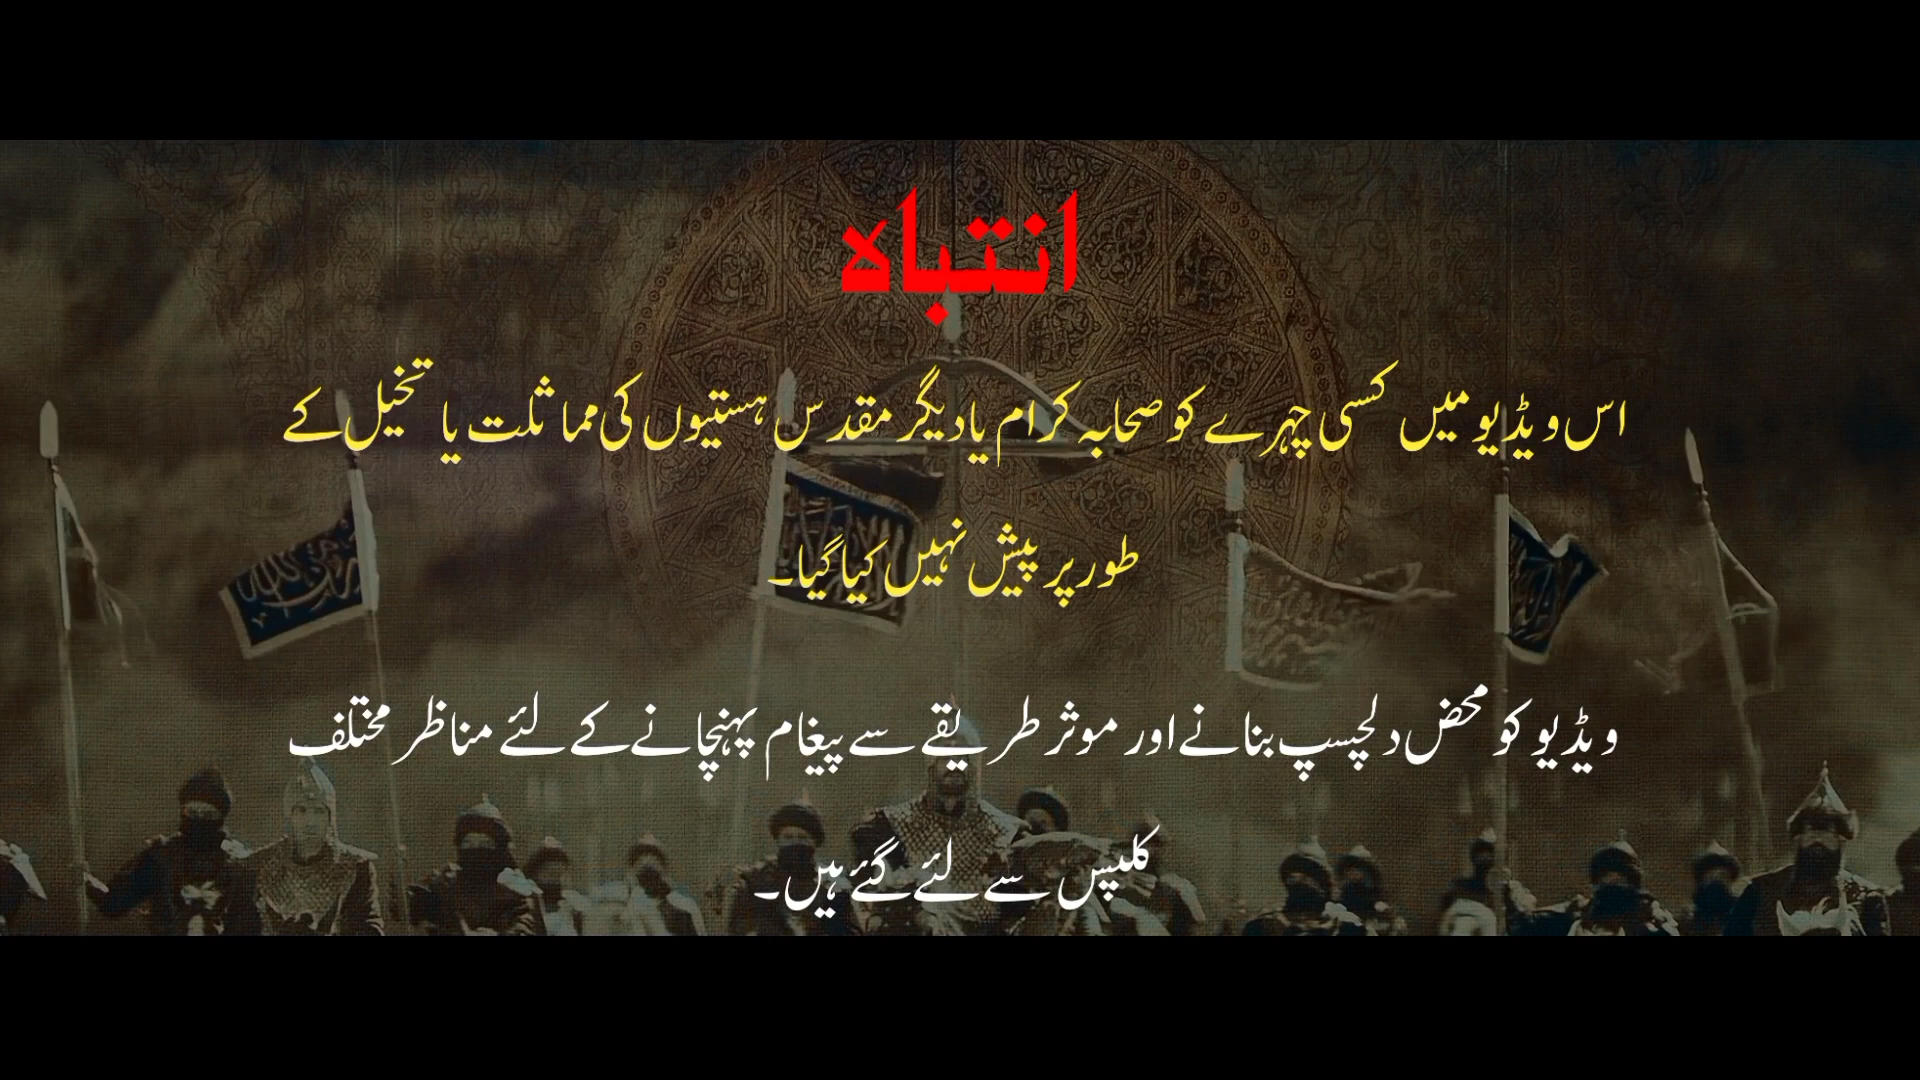 انتباہ
اس ویڈیو میں کسی چہرے کو صحابہ کرام یا دیگر مقدس ہستیوں کی مماثلت یا تخیل کے
طور پر پیش نہیں کیا گیا۔
ویڈیو کو محض دلچسپ بنانے اور موثر طریقے سے پیغام پہنچانے کے لئے مناظر مختلف
کلپس سے لئے گئے ہیں۔